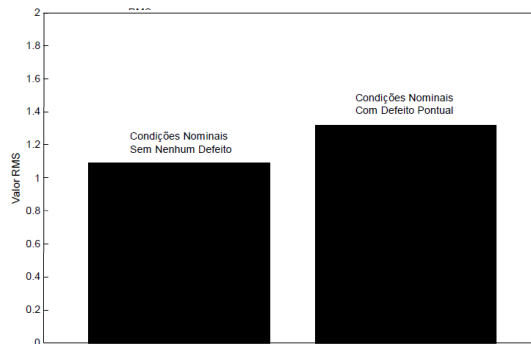 2
1.8
1.6
1.4
1.2
1
0.8
0.6
0.4
0.2
0
Valor RMS
Condições Nominais
Sem Nenhum Defeito
Condições Nominais
Com Defeito Pontual